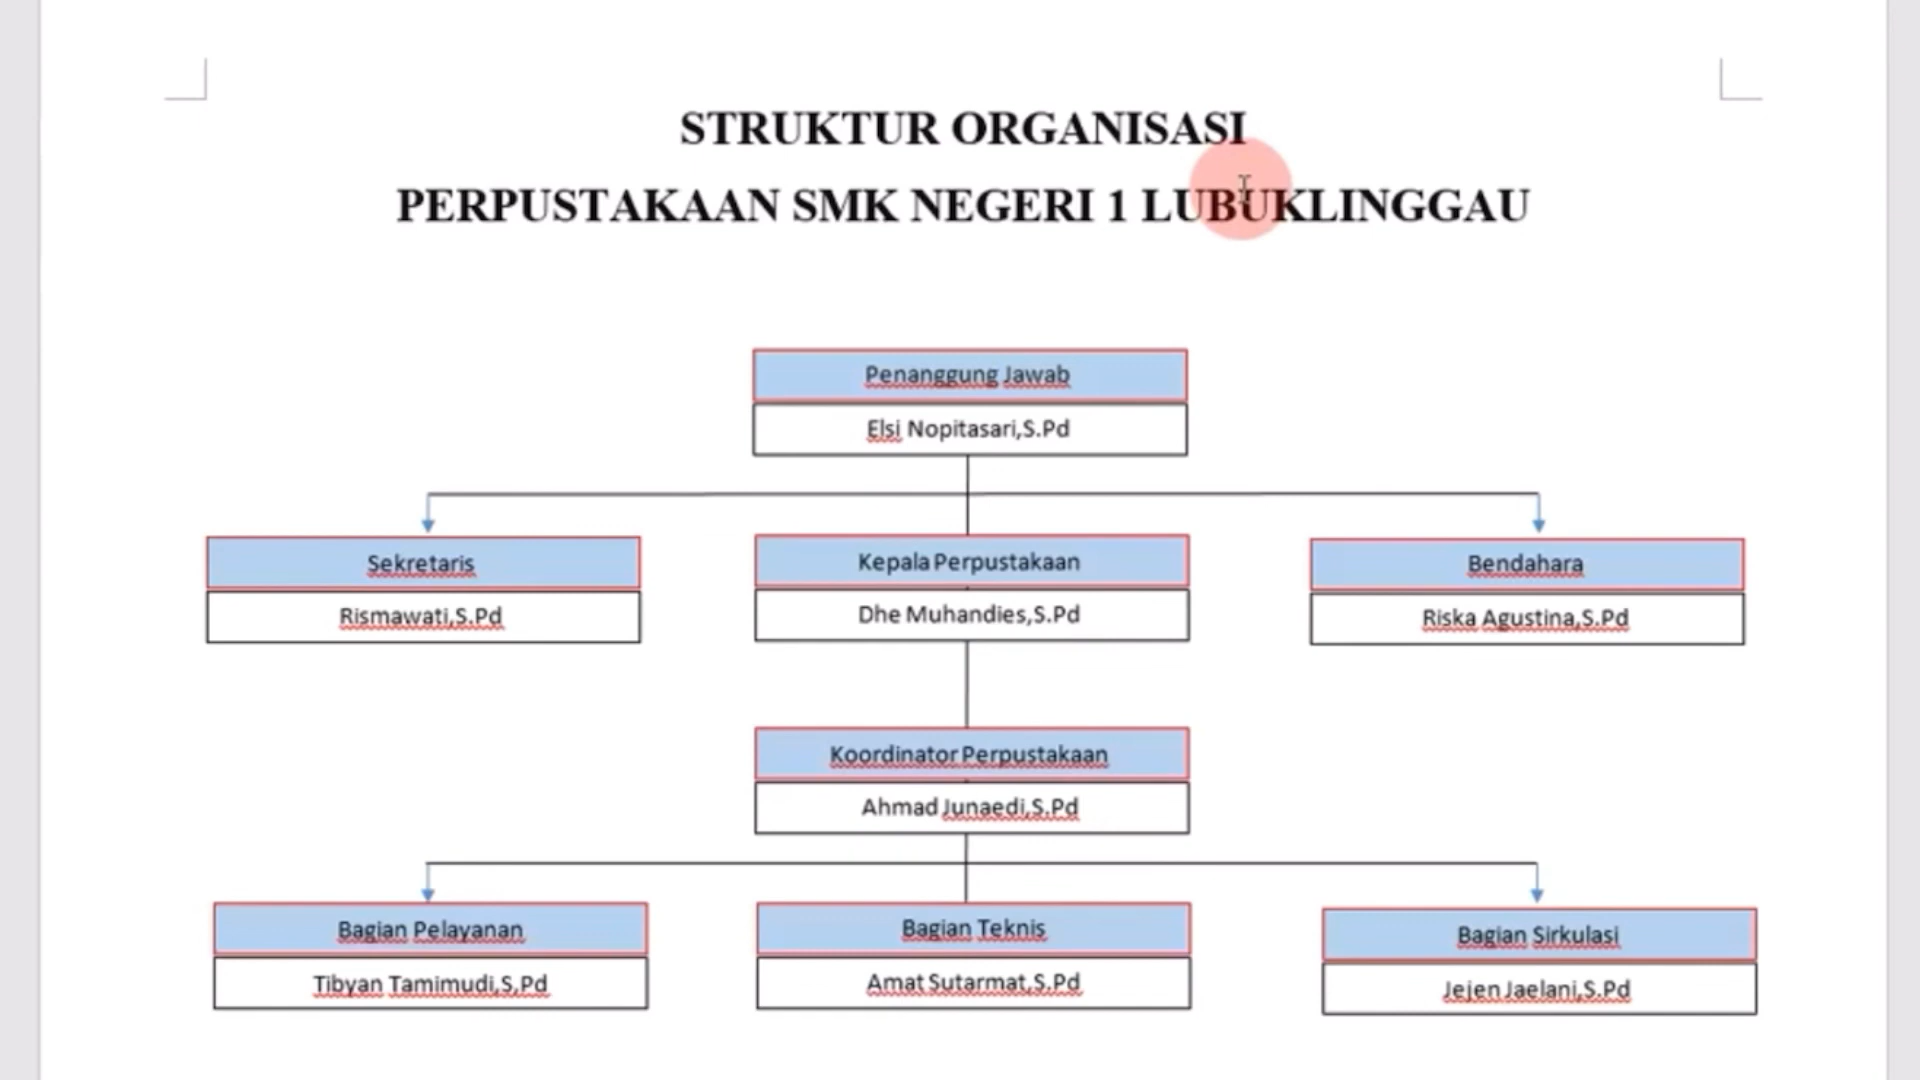 STRUKTUR ORGANISASI
PERPUSTAKAAN SMK NEGERI 1 LUBUKLINGGAU
Penanggung Jawab
Elsi Nopitasari,S.Pd
Sekretaris
Rismawati,S.Pd
Kepala Perpustakaan
Dhe Muhandies,S.Pd
Bendahara
Riska Agustina,S.Pd
Koordinator Perpustakaan
Ahmad Junaedi,S.Pd
Bagian Pelayanan
Tibyan Tamimudi,S,Pd
Bagian Teknis
Amat Sutarmat,S.Pd
Bagian Sirkulasi
Jejen Jaelani,S.Pd